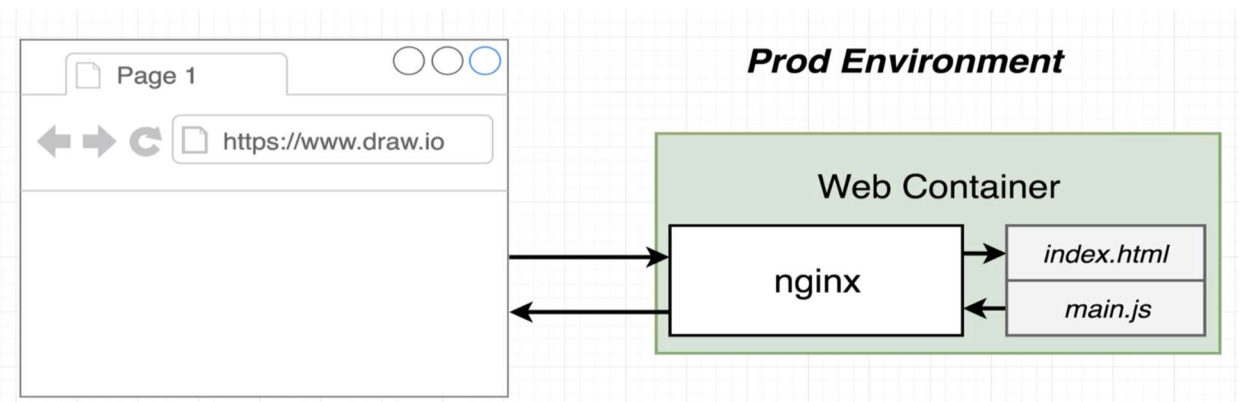 Page 1
https://www.draw.io
Prod Environment
Web Container
nginx
index.html
main.js